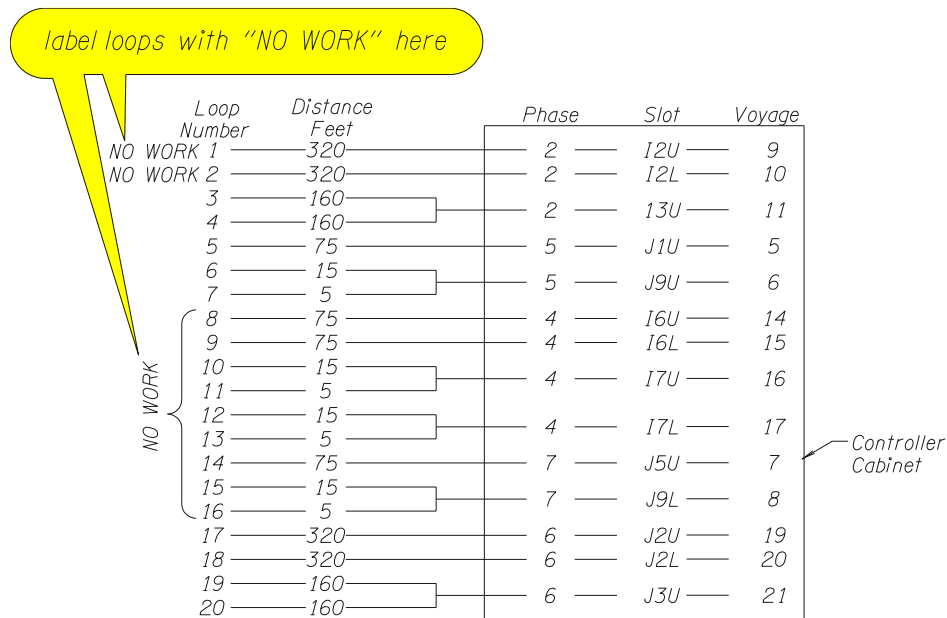 label loops with "NO WORK" here
Loop Number Distance Feet Phase Slot Voyage
NO WORK 1 320 2 I2U 9
NO WORK 2 320 2 I2L 10
3 160
2 13U 11
4 160
5 75 5 J1U 5
6 15
5 J9U 6
7 5
8 75 4 I6U 14
9 75 4 I6L 15
10 15
4 I7U 16
11 5
12 15
4 I7L 17
13 5
14 75 7 J5U 7
15 15
7 J9L 8
16 5
NO WORK
17 320 6 J2U 19
18 320 6 J2L 20
19 160
6 J3U 21
20 160
Controller
Cabinet